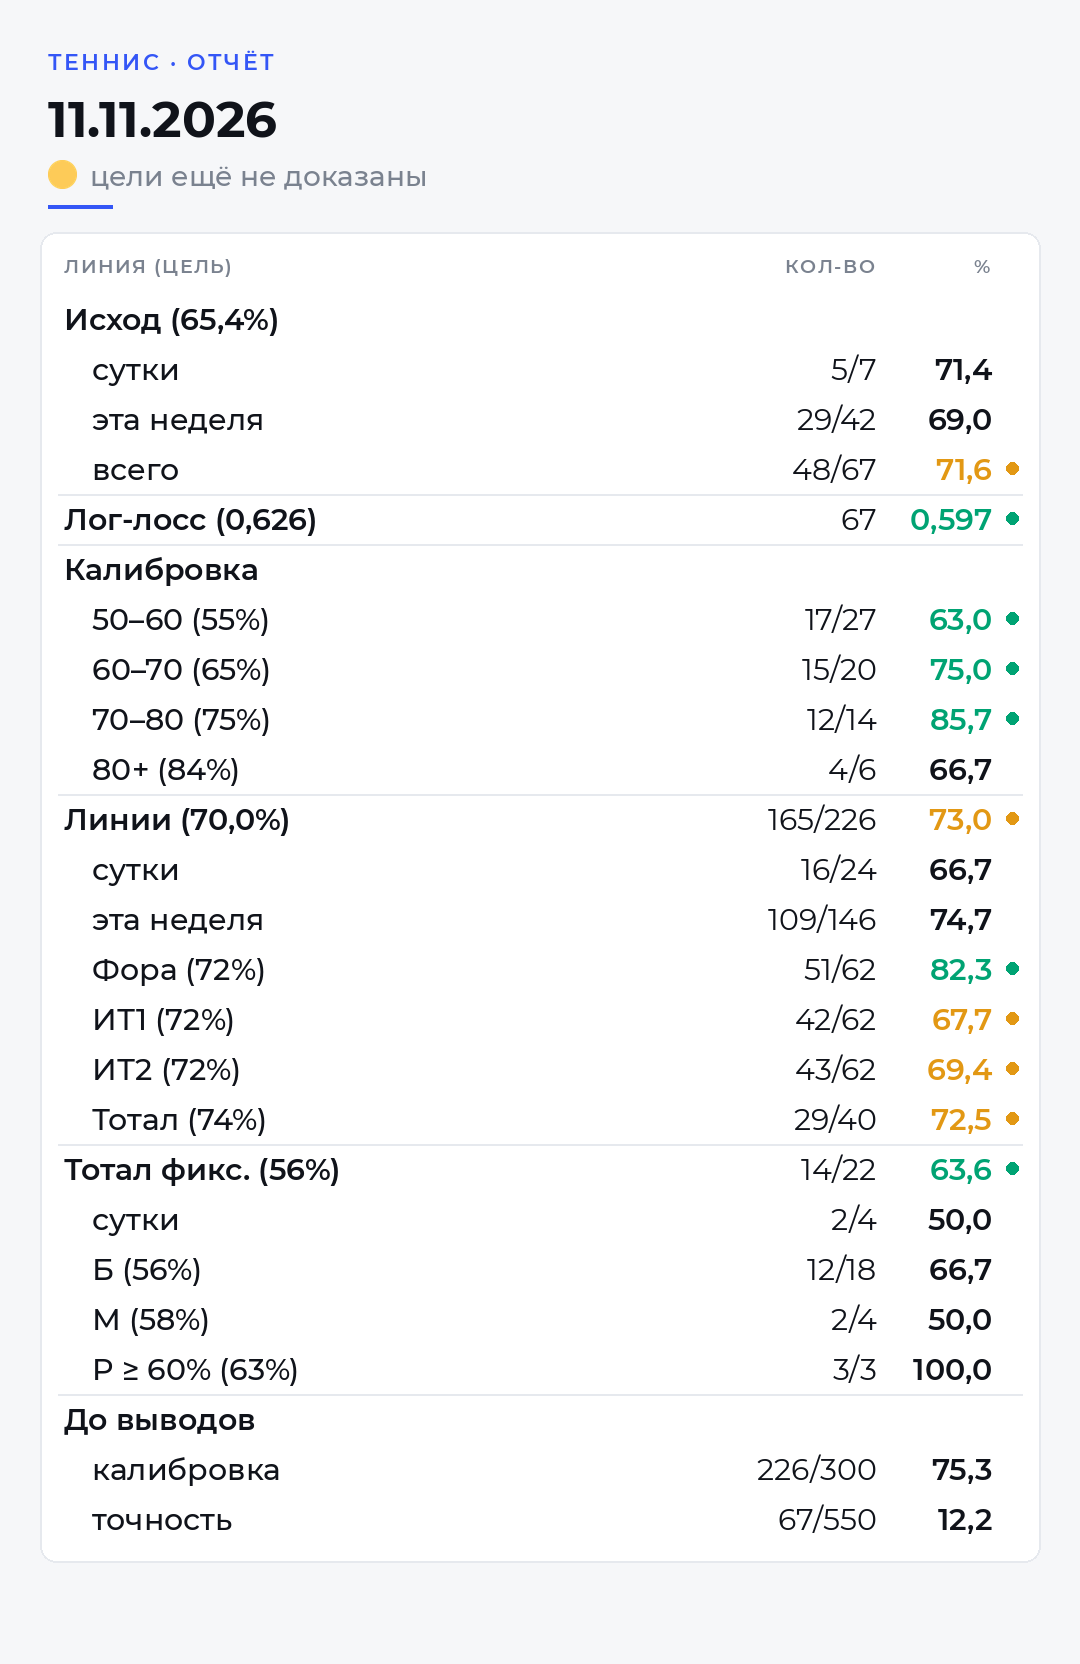 ТЕННИС · ОТЧЁТ
11.11.2026
цели ещё не доказаны
ЛИНИЯ (ЦЕЛЬ) КОЛ-ВО %
Исход (65,4%)
сутки 5/7 71,4
эта неделя 29/42 69,0
всего 48/67 71,6
Лог-лосс (0,626) 67 0,597
Калибровка
50–60 (55%) 17/27 63,0
60–70 (65%) 15/20 75,0
70–80 (75%) 12/14 85,7
80+ (84%) 4/6 66,7
Линии (70,0%) 165/226 73,0
сутки 16/24 66,7
эта неделя 109/146 74,7
Фора (72%) 51/62 82,3
ИТ1 (72%) 42/62 67,7
ИТ2 (72%) 43/62 69,4
Тотал (74%) 29/40 72,5
Тотал фикс. (56%) 14/22 63,6
сутки 2/4 50,0
Б (56%) 12/18 66,7
М (58%) 2/4 50,0
Р ≥ 60% (63%) 3/3 100,0
До выводов
калибровка 226/300 75,3
точность 67/550 12,2